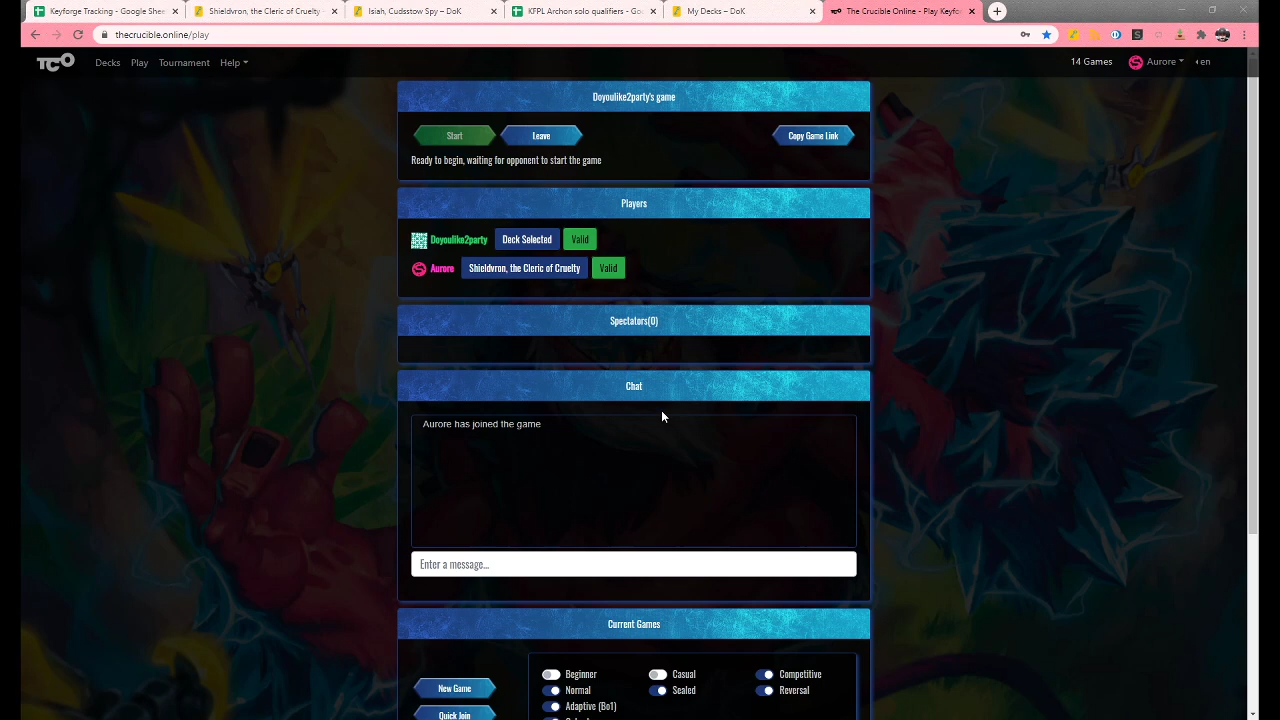 Keyforge Tracking - Google Shee
Shieldvron, the Cleric of Cruelty –
Isiah, Cudsstow Spy – DoK
KFPL Archon solo qualifiers - Go
My Decks – DoK
The Crucible Online - Play Keyfo
thecrucible.online/play
TCO
Decks
Play
Tournament
Help
14 Games
Aurore
en
Doyoulike2party's game
Start
Leave
Copy Game Link
Ready to begin, waiting for opponent to start the game
Players
Doyoulike2party
Deck Selected
Valid
Aurore
Shieldvron, the Cleric of Cruelty
Valid
Spectators(0)
Chat
Aurore has joined the game
Enter a message...
Current Games
Beginner
Casual
Competitive
New Game
Normal
Sealed
Reversal
Adaptive (Bo1)
Quick Join